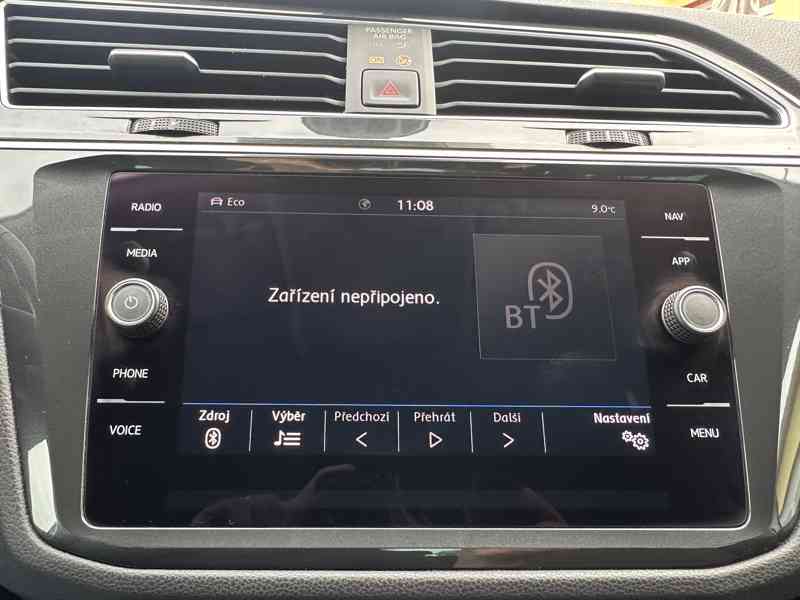 PASSENGER
AIR BAG
ON
RADIO
MEDIA
PHONE
VOICE
Eco
11:08
9.0°C
Zařízení nepřipojeno.
BT
Zdroj
Výběr
Předchozí
Přehrát
Další
Nastavení
NAV
APP
CAR
MENU